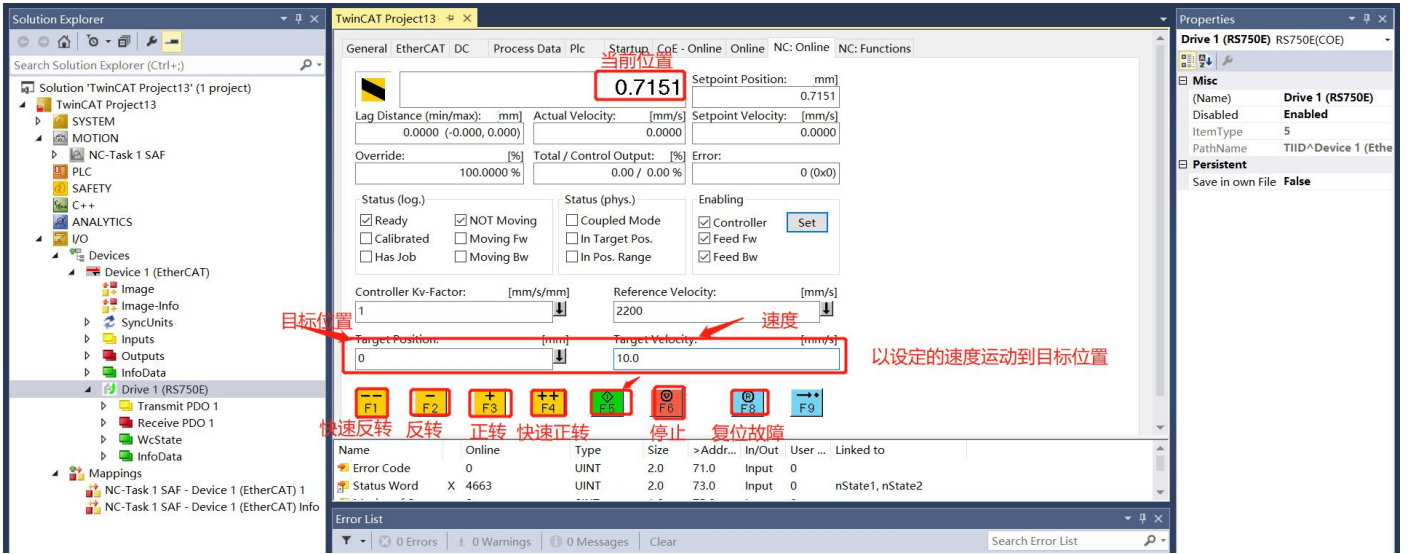 Solution Explorer
Search Solution Explorer (Ctrl+;)
Solution 'TwinCAT Project13' (1 project)
TwinCAT Project13
SYSTEM
MOTION
NC-Task 1 SAF
PLC
SAFETY
C++
ANALYTICS
I/O
Devices
Device 1 (EtherCAT)
Image
Image-Info
SyncUnits
Inputs
Outputs
InfoData
Drive 1 (RS750E)
Transmit PDO 1
Receive PDO 1
WcState
InfoData
Mappings
NC-Task 1 SAF - Device 1 (EtherCAT) 1
NC-Task 1 SAF - Device 1 (EtherCAT) Info
TwinCAT Project13
General EtherCAT DC Process Data Plc Startup CoE - Online Online NC: Online NC: Functions
当前位置
0.7151
Setpoint Position: mm]
0.7151
Lag Distance (min/max): mm] Actual Velocity: [mm/s] Setpoint Velocity: [mm/s]
0.0000 (-0.000, 0.000) 0.0000 0.0000
Override: [%] Total / Control Output: [%] Error:
100.0000 % 0.00 / 0.00 % 0 (0x0)
Status (log.) Status (phys.) Enabling
Ready NOT Moving Coupled Mode Controller Set
Calibrated Moving Fw In Target Pos. Feed Fw
Has Job Moving Bw In Pos. Range Feed Bw
Controller Kv-Factor: [mm/s/mm] Reference Velocity: [mm/s]
1 2200
目标位置 速度
Target Position: [mm] Target Velocity: [mm/s]
0 10.0
以设定的速度运动到目标位置
-- - + ++
F1 F2 F3 F4 F5 F6 F8 F9
快速反转 反转 正转 快速正转 停止 复位故障
Name Online Type Size >Addr... In/Out User ... Linked to
Error Code 0 UINT 2.0 71.0 Input 0
Status Word X 4663 UINT 2.0 73.0 Input 0 nState1, nState2
Error List
0 Errors 0 Warnings 0 Messages Clear Search Error List
Properties
Drive 1 (RS750E) RS750E(COE)
Misc
(Name) Drive 1 (RS750E)
Disabled Enabled
ItemType 5
PathName TIID^Device 1 (Ethe
Persistent
Save in own File False